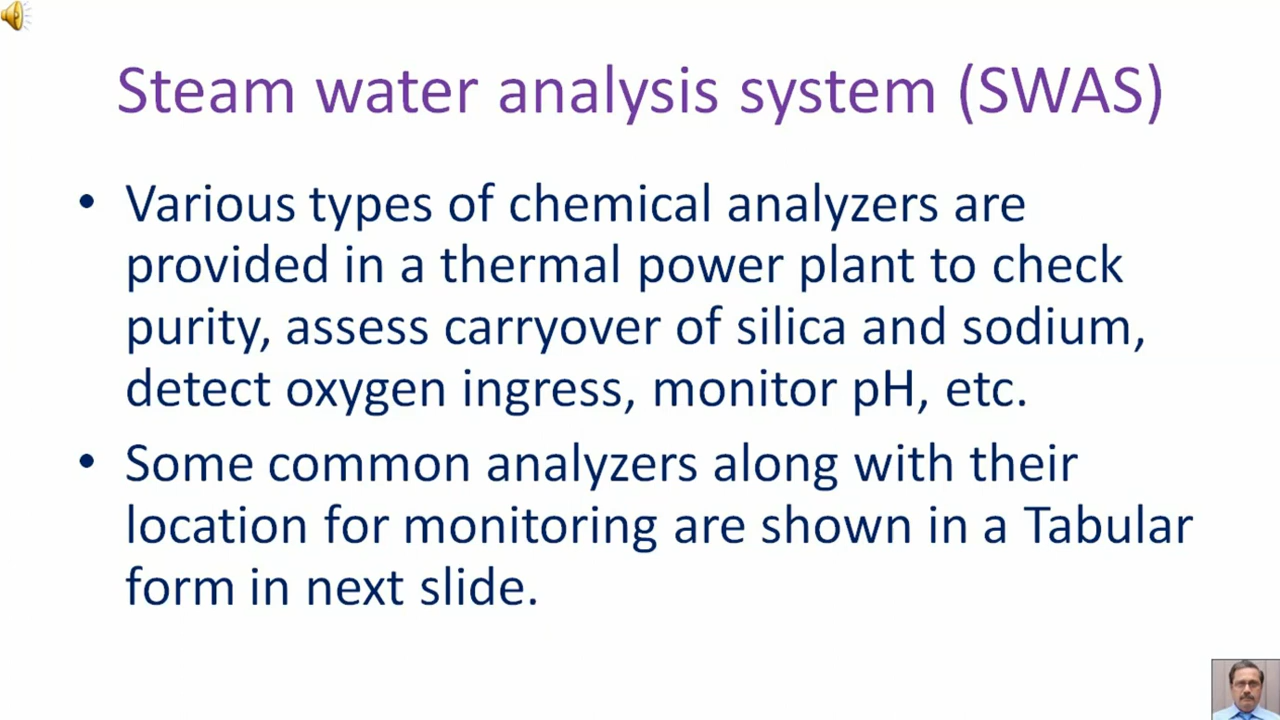 Steam water analysis system (SWAS)
• Various types of chemical analyzers are
provided in a thermal power plant to check
purity, assess carryover of silica and sodium,
detect oxygen ingress, monitor pH, etc.
• Some common analyzers along with their
location for monitoring are shown in a Tabular
form in next slide.